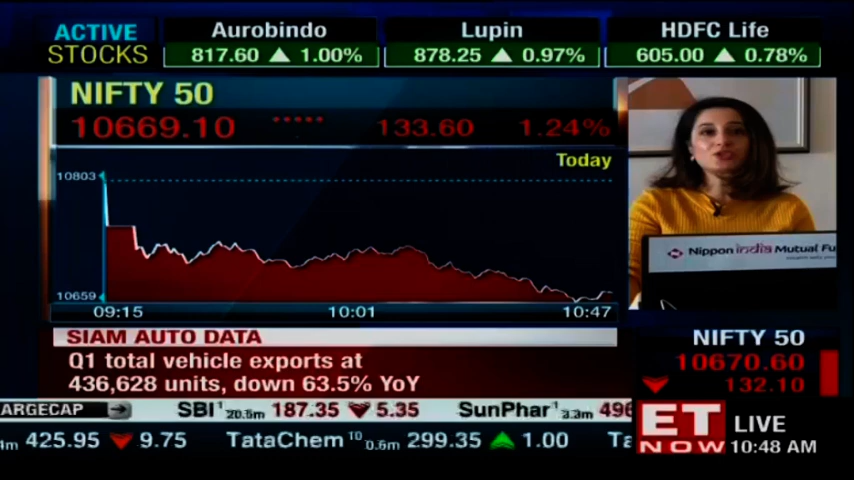 ACTIVE STOCKS
Aurobindo
817.60 ▲ 1.00%
Lupin
878.25 ▲ 0.97%
HDFC Life
605.00 ▲ 0.78%
NIFTY 50
10669.10 133.60 1.24%
Today
10803
10659
09:15 10:01 10:47
Nippon india Mutual Fu
SIAM AUTO DATA
Q1 total vehicle exports at
436,628 units, down 63.5% YoY
NIFTY 50
10670.60
▼ 132.10
ARGECAP
SBI 20.5m 187.35 ▼ 5.35 SunPhar 3.3m 496
4m 425.95 ▼ 9.75 TataChem 0.6m 299.35 ▲ 1.00 Ta
ET NOW
LIVE
10:48 AM